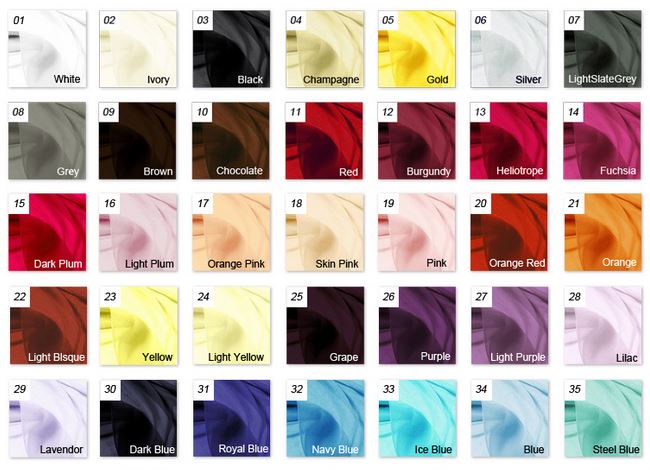 01 02 03 04 05 06 07
White Ivory Black Champagne Gold Silver LightSlateGrey
08 09 10 11 12 13 14
Grey Brown Chocolate Red Burgundy Heliotrope Fuchsia
15 16 17 18 19 20 21
Dark Plum Light Plum Orange Pink Skin Pink Pink Orange Red Orange
22 23 24 25 26 27 28
Light Blsque Yellow Light Yellow Grape Purple Light Purple Lilac
29 30 31 32 33 34 35
Lavendor Dark Blue Royal Blue Navy Blue Ice Blue Blue Steel Blue